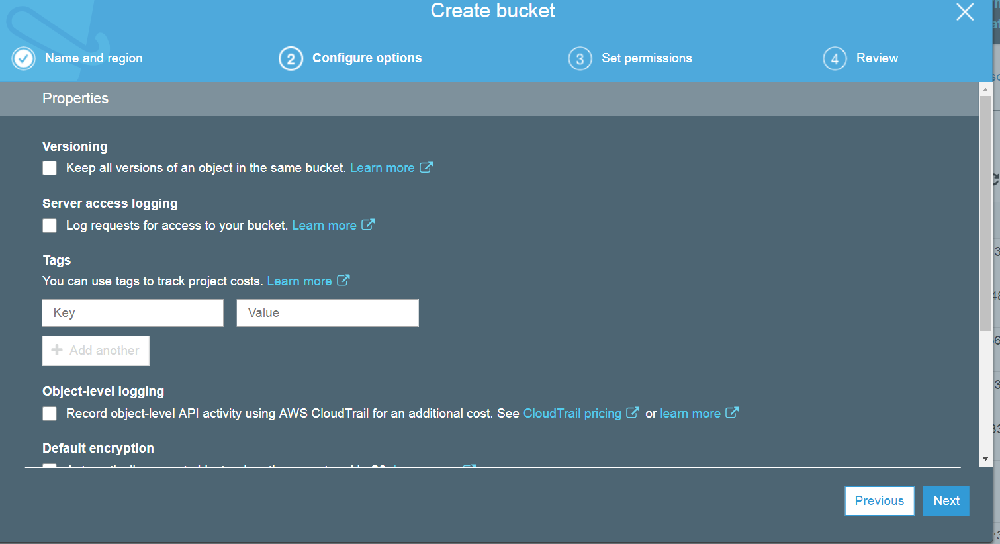 Create bucket
Name and region
2 Configure options
3 Set permissions
4 Review
Properties
Versioning
Keep all versions of an object in the same bucket. Learn more
Server access logging
Log requests for access to your bucket. Learn more
Tags
You can use tags to track project costs. Learn more
Key Value
Add another
Object-level logging
Record object-level API activity using AWS CloudTrail for an additional cost. See CloudTrail pricing or learn more
Default encryption
Previous Next